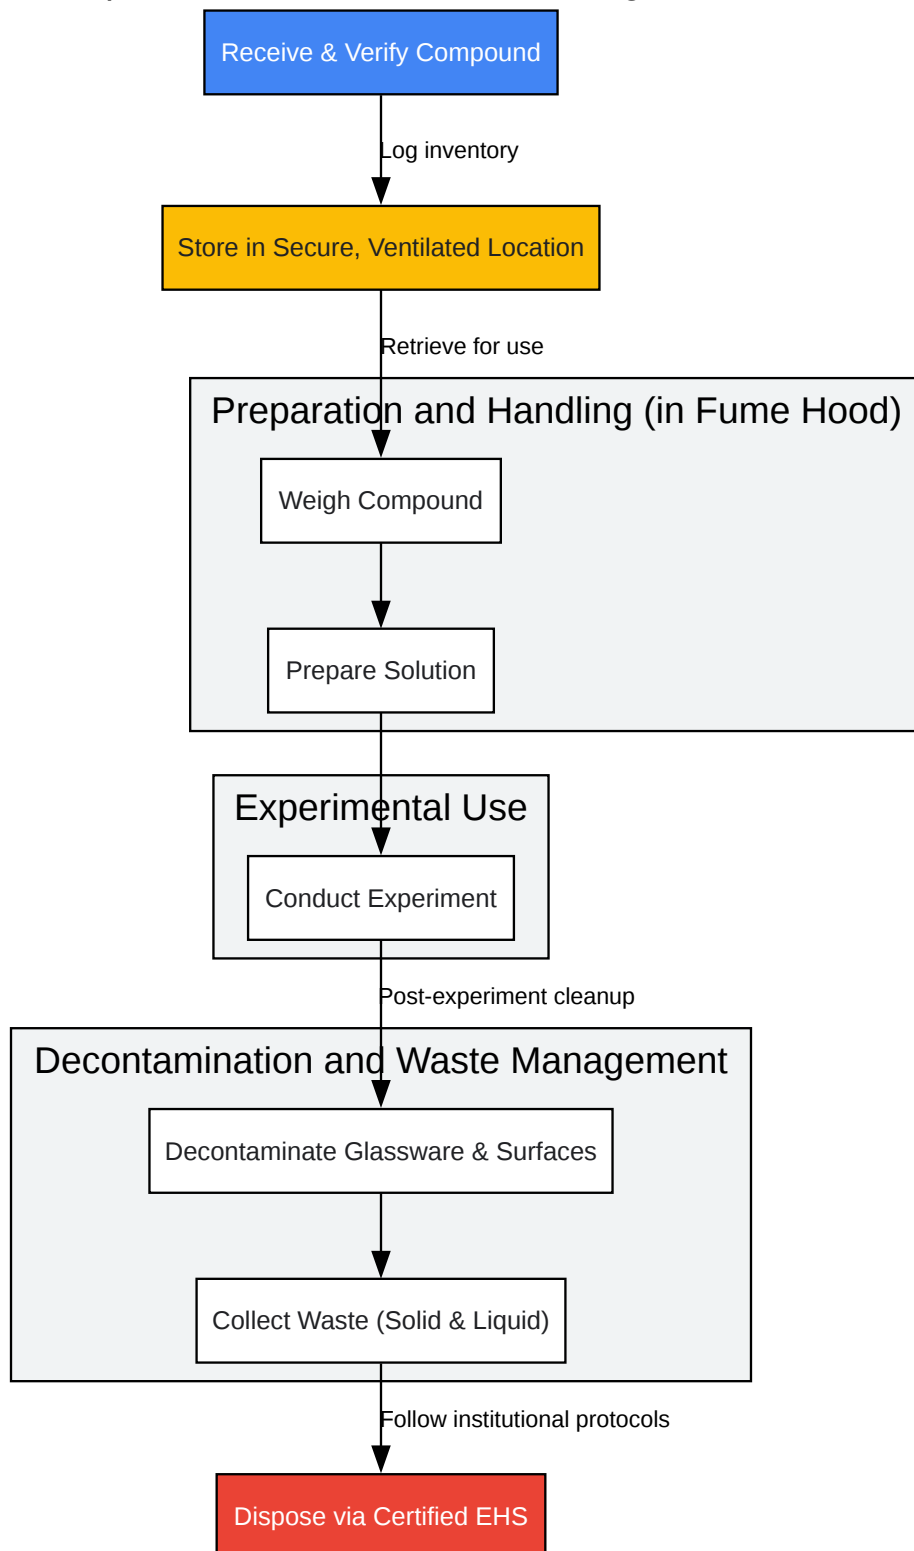 Receive & Verify Compound
Log inventory
Store in Secure, Ventilated Location
Retrieve for use
Preparation and Handling (in Fume Hood)
Weigh Compound
Prepare Solution
Experimental Use
Conduct Experiment
Post-experiment cleanup
Decontamination and Waste Management
Decontaminate Glassware & Surfaces
Collect Waste (Solid & Liquid)
Follow institutional protocols
Dispose via Certified EHS